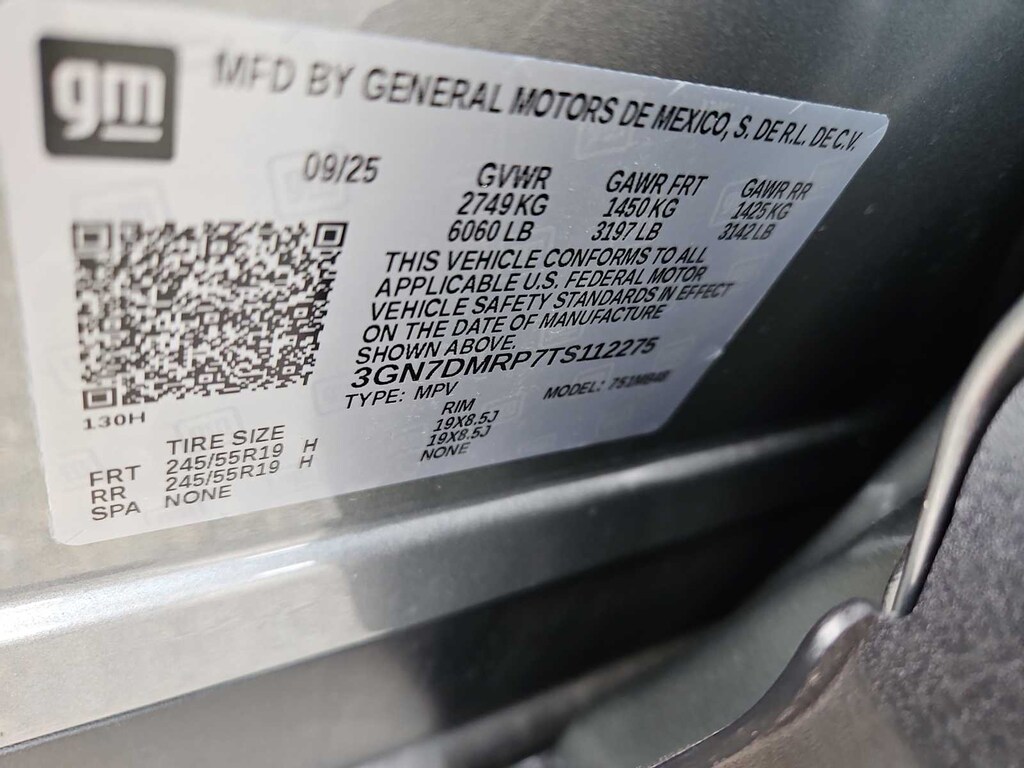 gm
MFD BY GENERAL MOTORS DE MEXICO, S. DE R.L. DE C.V.
09/25
GVWR GAWR FRT GAWR RR
2749 KG 1450 KG 1425 KG
6060 LB 3197 LB 3142 LB
THIS VEHICLE CONFORMS TO ALL
APPLICABLE U.S. FEDERAL MOTOR
VEHICLE SAFETY STANDARDS IN EFFECT
ON THE DATE OF MANUFACTURE
SHOWN ABOVE.
3GN7DMRP7TS112275
TYPE: MPV MODEL:
130H
TIRE SIZE RIM
FRT 245/55R19 H 19X8.5J
RR 245/55R19 H 19X8.5J
SPA NONE NONE